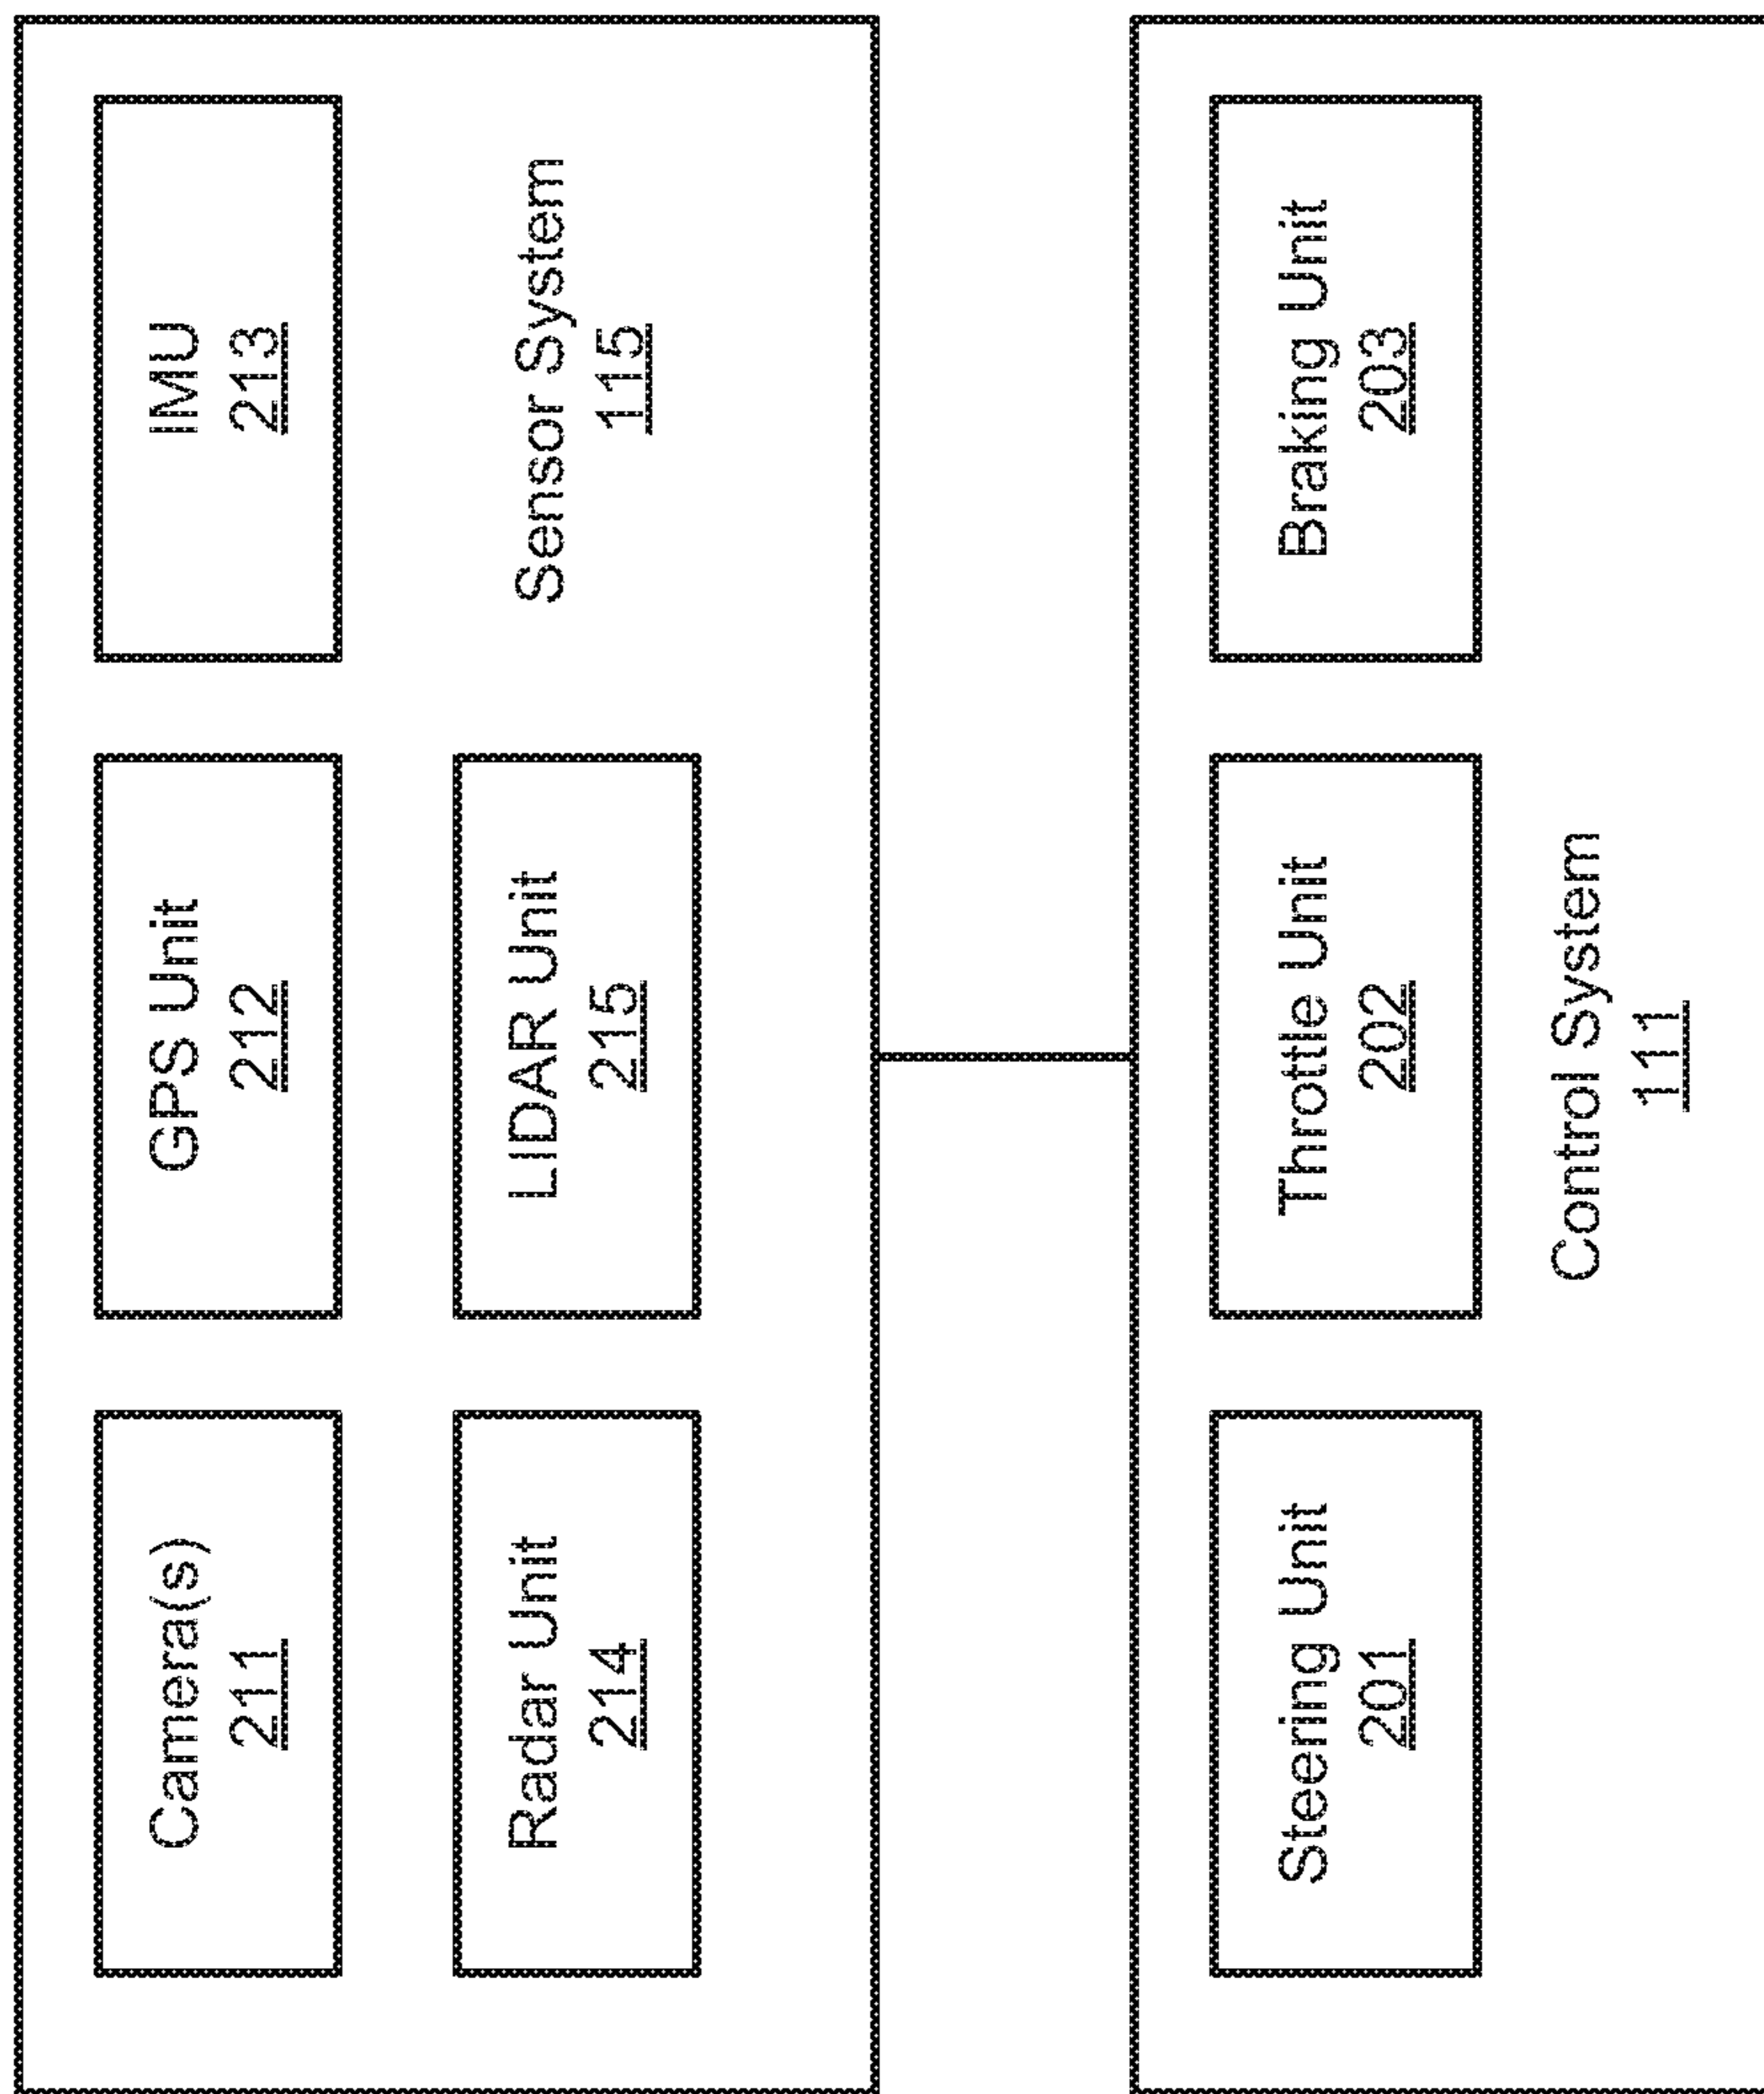 Camera(s)
211
GPS Unit
212
IMU
213
Radar Unit
214
LIDAR Unit
215
Sensor System
115
Steering Unit
201
Throttle Unit
202
Braking Unit
203
Control System
111